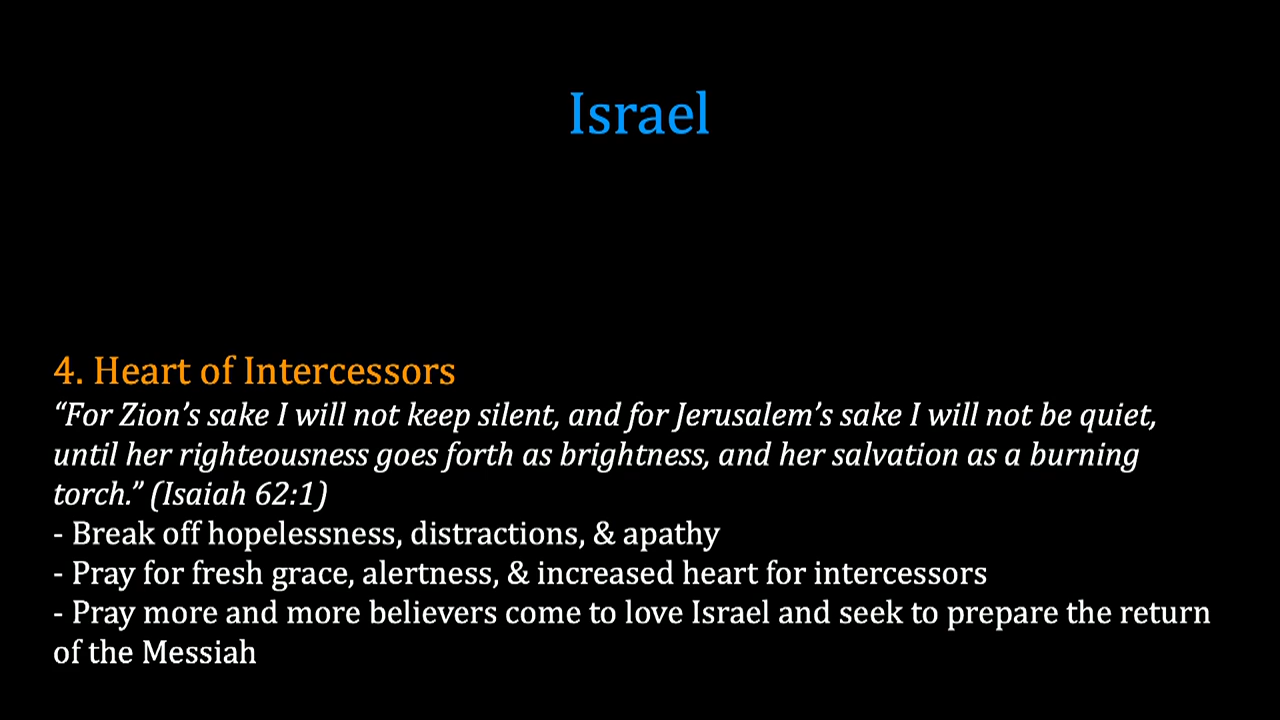 Israel
4. Heart of Intercessors
“For Zion’s sake I will not keep silent, and for Jerusalem’s sake I will not be quiet,
until her righteousness goes forth as brightness, and her salvation as a burning
torch.” (Isaiah 62:1)
- Break off hopelessness, distractions, & apathy
- Pray for fresh grace, alertness, & increased heart for intercessors
- Pray more and more believers come to love Israel and seek to prepare the return
of the Messiah